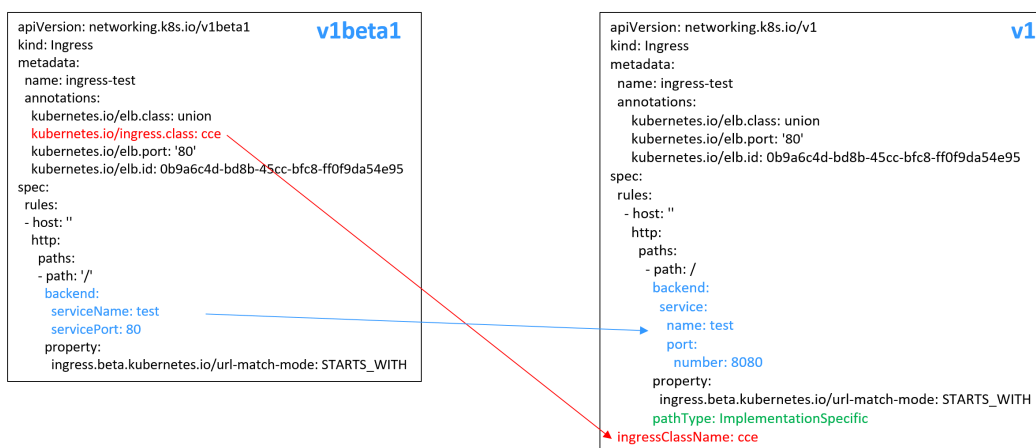 v1beta1
apiVersion: networking.k8s.io/v1beta1
kind: Ingress
metadata:
name: ingress-test
annotations:
kubernetes.io/elb.class: union
kubernetes.io/ingress.class: cce
kubernetes.io/elb.port: '80'
kubernetes.io/elb.id: 0b9a6c4d-bd8b-45cc-bfc8-ff0f9da54e95
spec:
rules:
- host: ''
http:
paths:
- path: '/'
backend:
serviceName: test
servicePort: 80
property:
ingress.beta.kubernetes.io/url-match-mode: STARTS_WITH
v1
apiVersion: networking.k8s.io/v1
kind: Ingress
metadata:
name: ingress-test
annotations:
kubernetes.io/elb.class: union
kubernetes.io/elb.port: '80'
kubernetes.io/elb.id: 0b9a6c4d-bd8b-45cc-bfc8-ff0f9da54e95
spec:
rules:
- host: ''
http:
paths:
- path: /
backend:
service:
name: test
port:
number: 8080
property:
ingress.beta.kubernetes.io/url-match-mode: STARTS_WITH
pathType: ImplementationSpecific
ingressClassName: cce